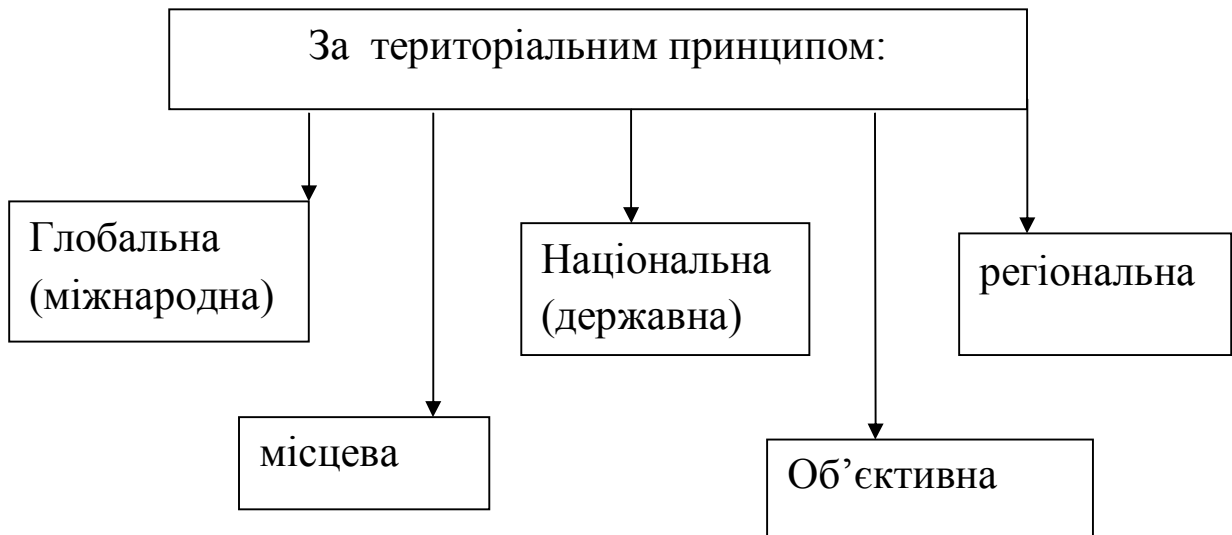 За територіальним принципом:
Глобальна
(міжнародна)
Національна
(державна)
регіональна
місцева
Об’єктивна